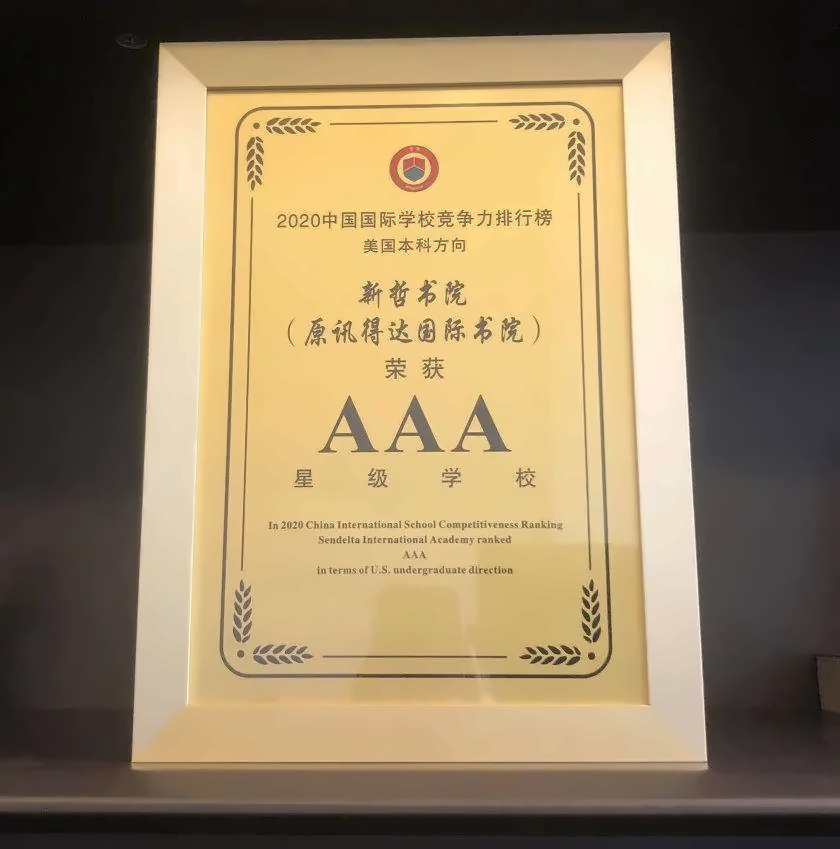 2020中国国际学校竞争力排行榜
美国本科方向
新哲书院
（原讯得达国际书院）
荣获
AAA
星级学校
In 2020 China International School Competitiveness Ranking
Sendelta International Academy ranked
AAA
in terms of U.S. undergraduate direction